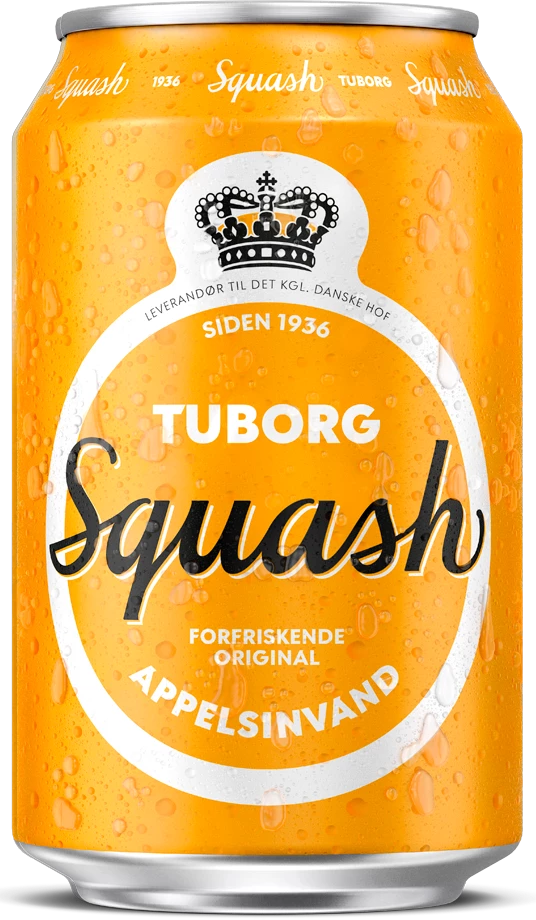 Squash 1936 Squash TUBORG Squash
LEVERANDØR TIL DET KGL. DANSKE HOF
SIDEN 1936
TUBORG
Squash
FORFRISKENDE
ORIGINAL
APPELSINVAND